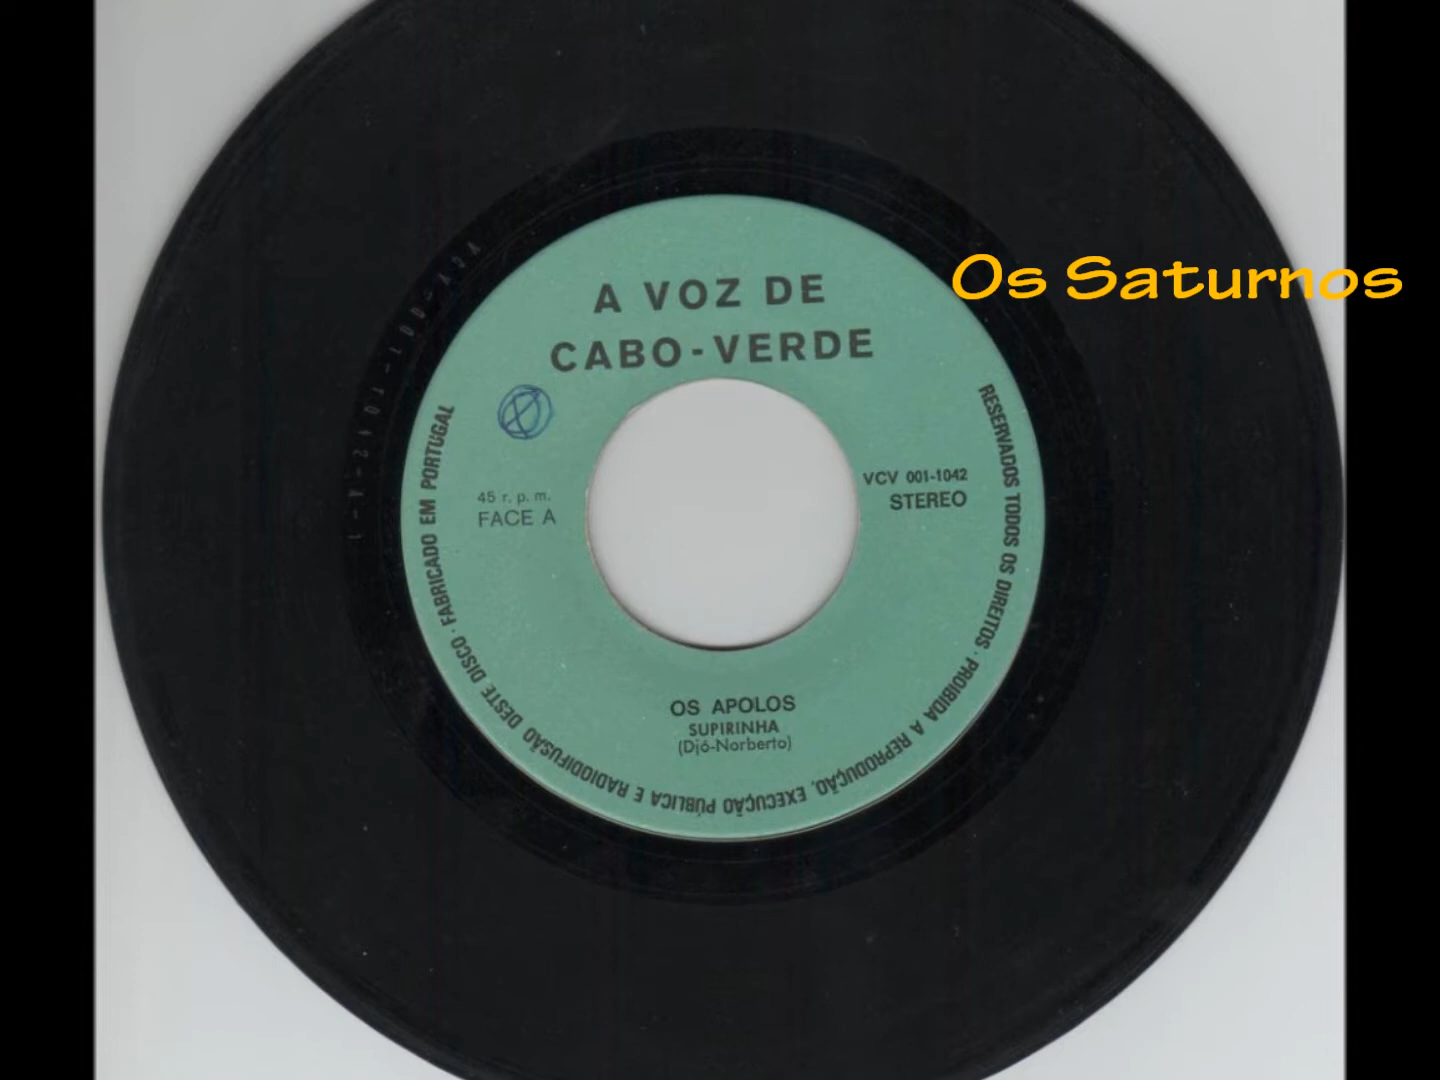 Os Saturnos
A VOZ DE
CABO-VERDE
45 r. p. m.
FACE A
VCV 001-1042
STEREO
OS APOLOS
SUPIRINHA
(Djó-Norberto)
RESERVADOS TODOS OS DIREITOS · PROIBIDA A REPRODUÇÃO, EXECUÇÃO PÚBLICA E RADIODIFUSÃO DESTE DISCO · FABRICADO EM PORTUGAL